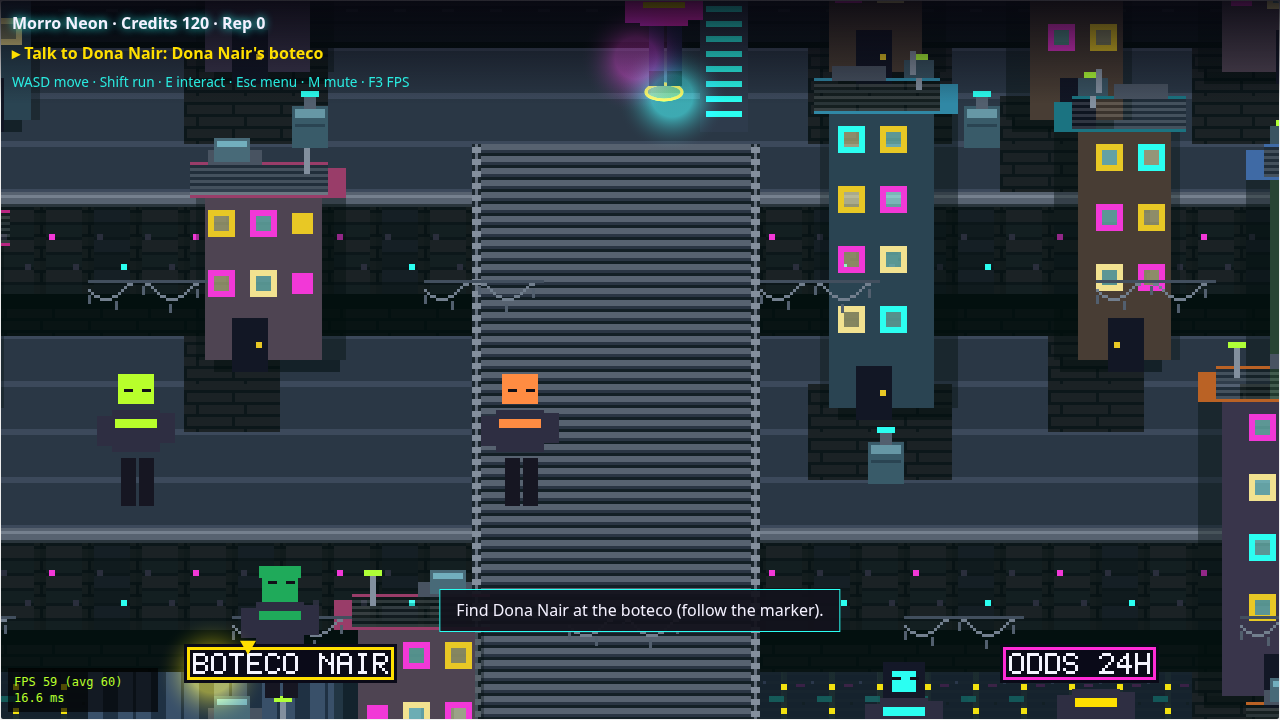 Morro Neon · Credits 120 · Rep 0
▸ Talk to Dona Nair: Dona Nair's boteco
WASD move · Shift run · E interact · Esc menu · M mute · F3 FPS
Find Dona Nair at the boteco (follow the marker).
BOTECO NAIR
ODDS 24H
FPS 59 (avg 60)
16.6 ms